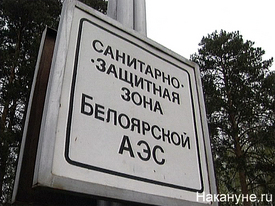 САНИТАРНО-
·ЗАЩИТНАЯ·
ЗОНА
БЕЛОЯРСКОЙ
АЭС
© Накануне.ru